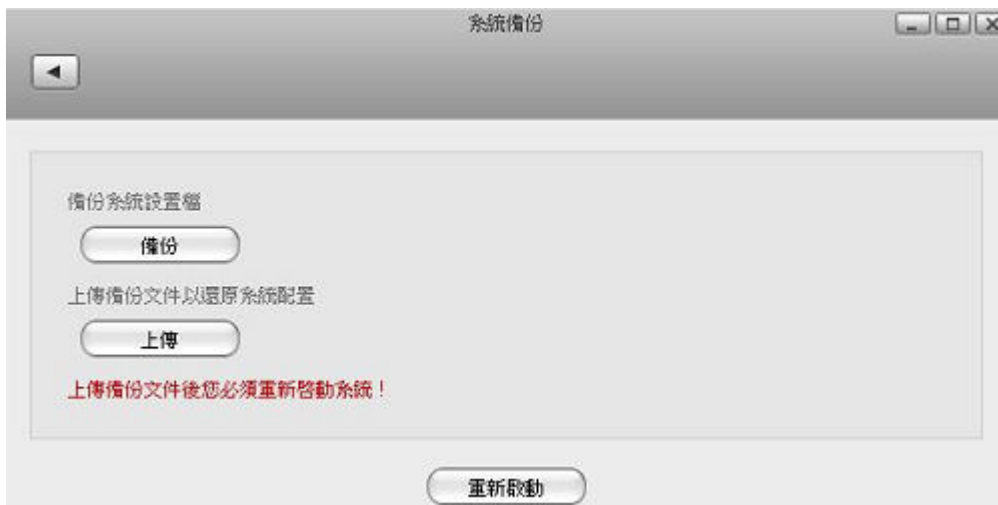 系統備份
備份系統設置檔
備份
上傳備份文件以還原系統配置
上傳
上傳備份文件後您必須重新啓動系統！
重新啟動